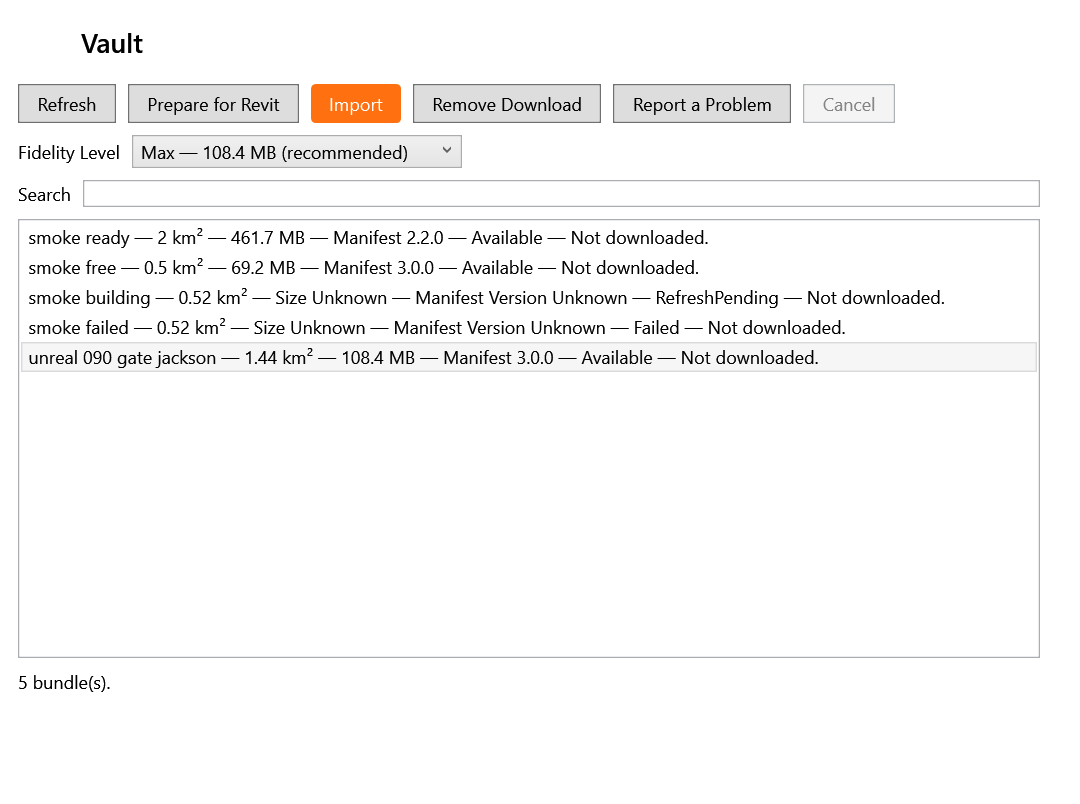 Vault
Refresh Prepare for Revit Import Remove Download Report a Problem Cancel
Fidelity Level Max — 108.4 MB (recommended)
Search
smoke ready — 2 km² — 461.7 MB — Manifest 2.2.0 — Available — Not downloaded.
smoke free — 0.5 km² — 69.2 MB — Manifest 3.0.0 — Available — Not downloaded.
smoke building — 0.52 km² — Size Unknown — Manifest Version Unknown — RefreshPending — Not downloaded.
smoke failed — 0.52 km² — Size Unknown — Manifest Version Unknown — Failed — Not downloaded.
unreal 090 gate jackson — 1.44 km² — 108.4 MB — Manifest 3.0.0 — Available — Not downloaded.
5 bundle(s).